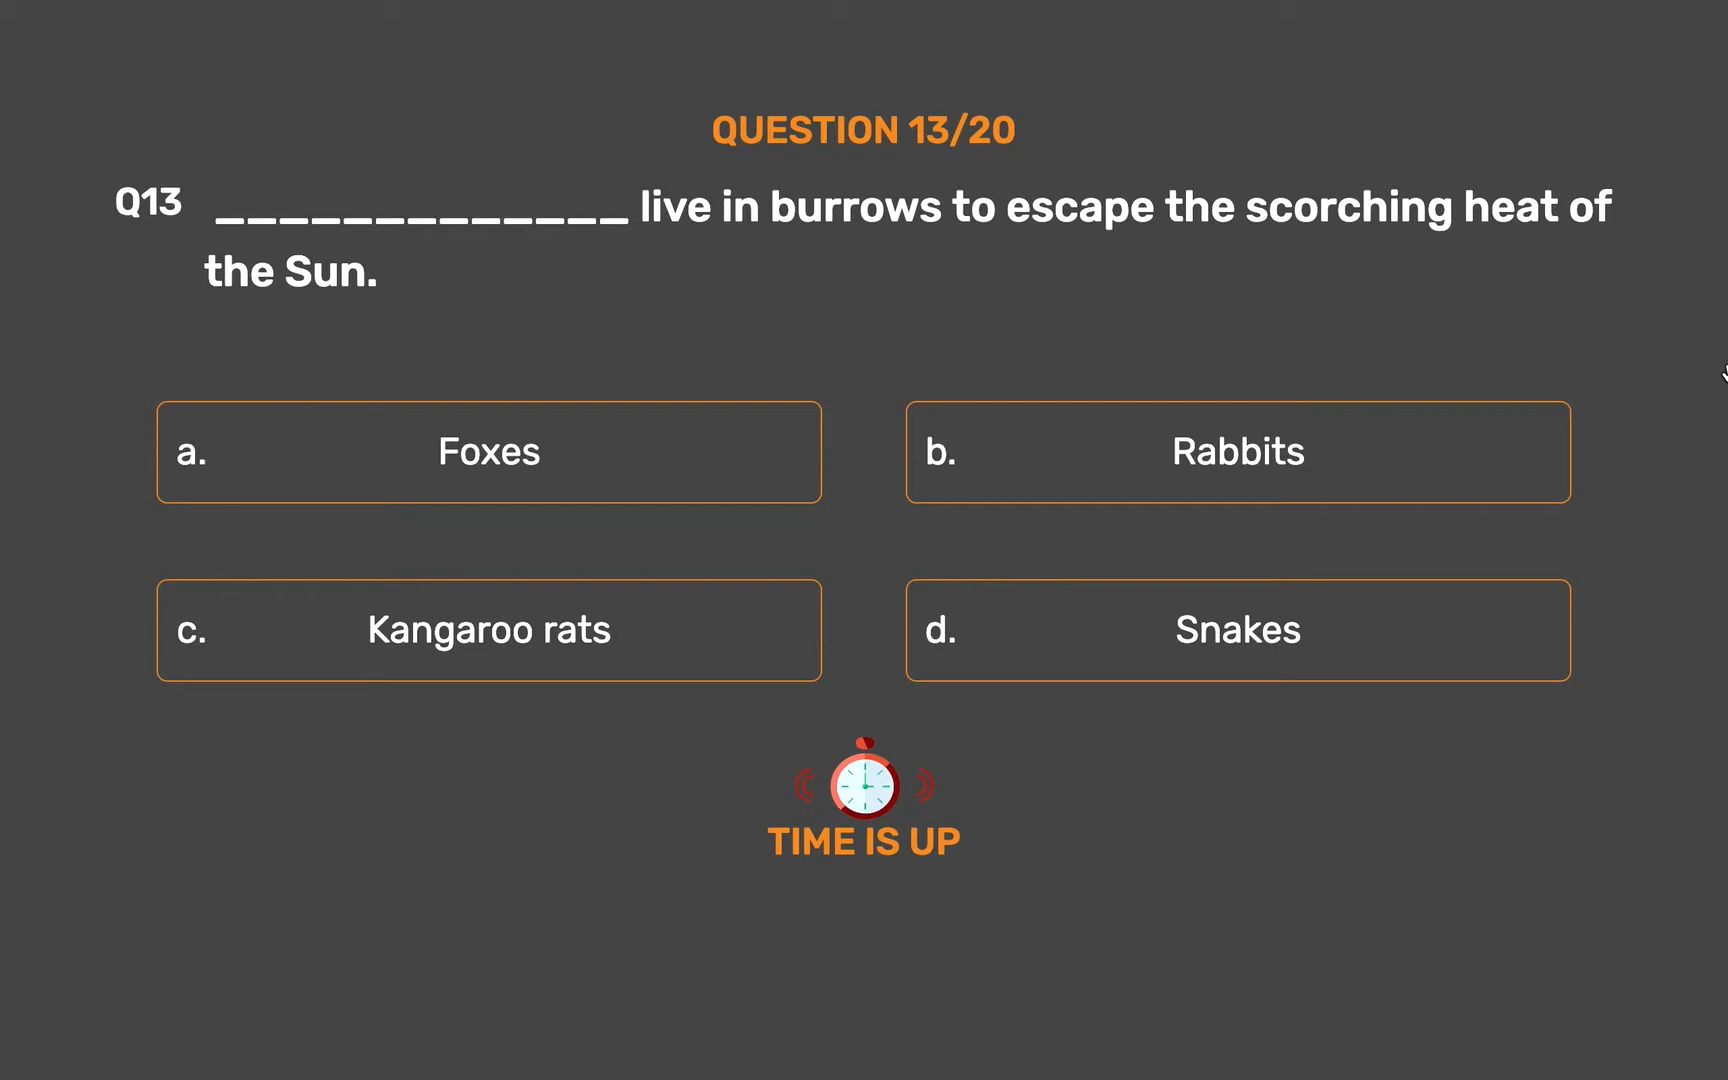 QUESTION 13/20
Q13 _____________ live in burrows to escape the scorching heat of
the Sun.
a. Foxes
b. Rabbits
c. Kangaroo rats
d. Snakes
TIME IS UP